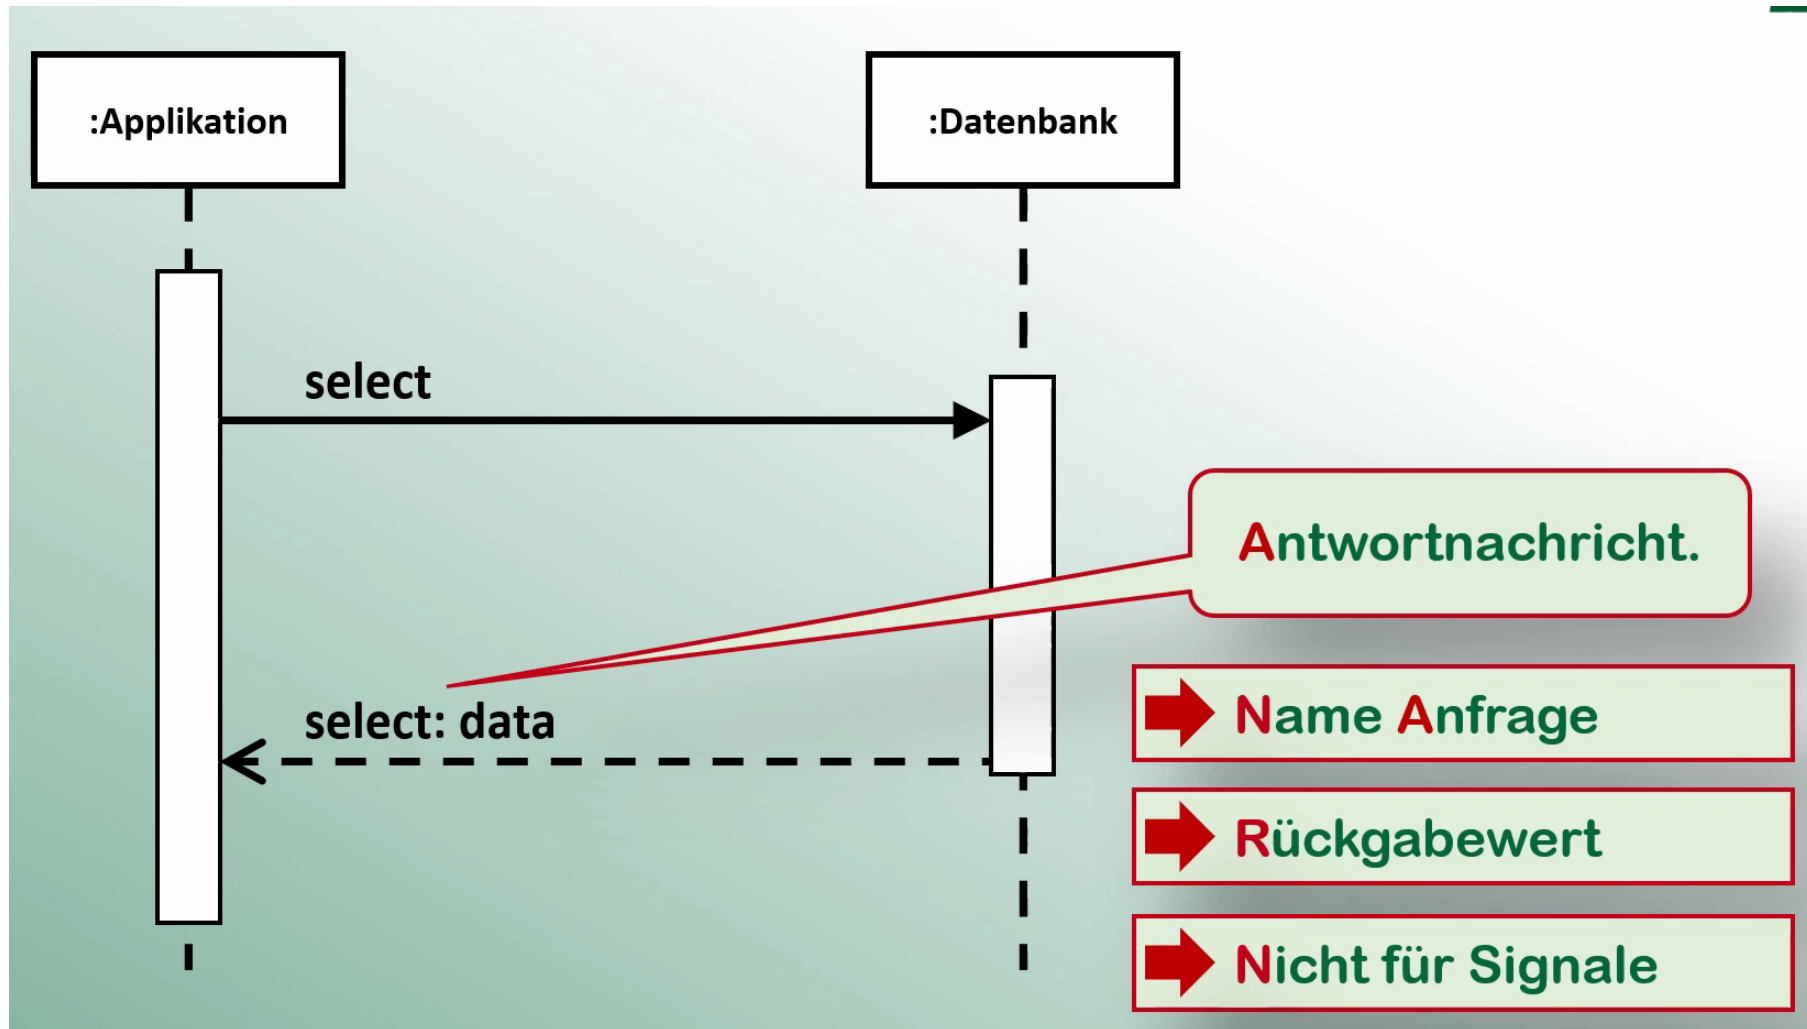 :Applikation
:Datenbank
select
Antwortnachricht.
select: data
Name Anfrage
Rückgabewert
Nicht für Signale